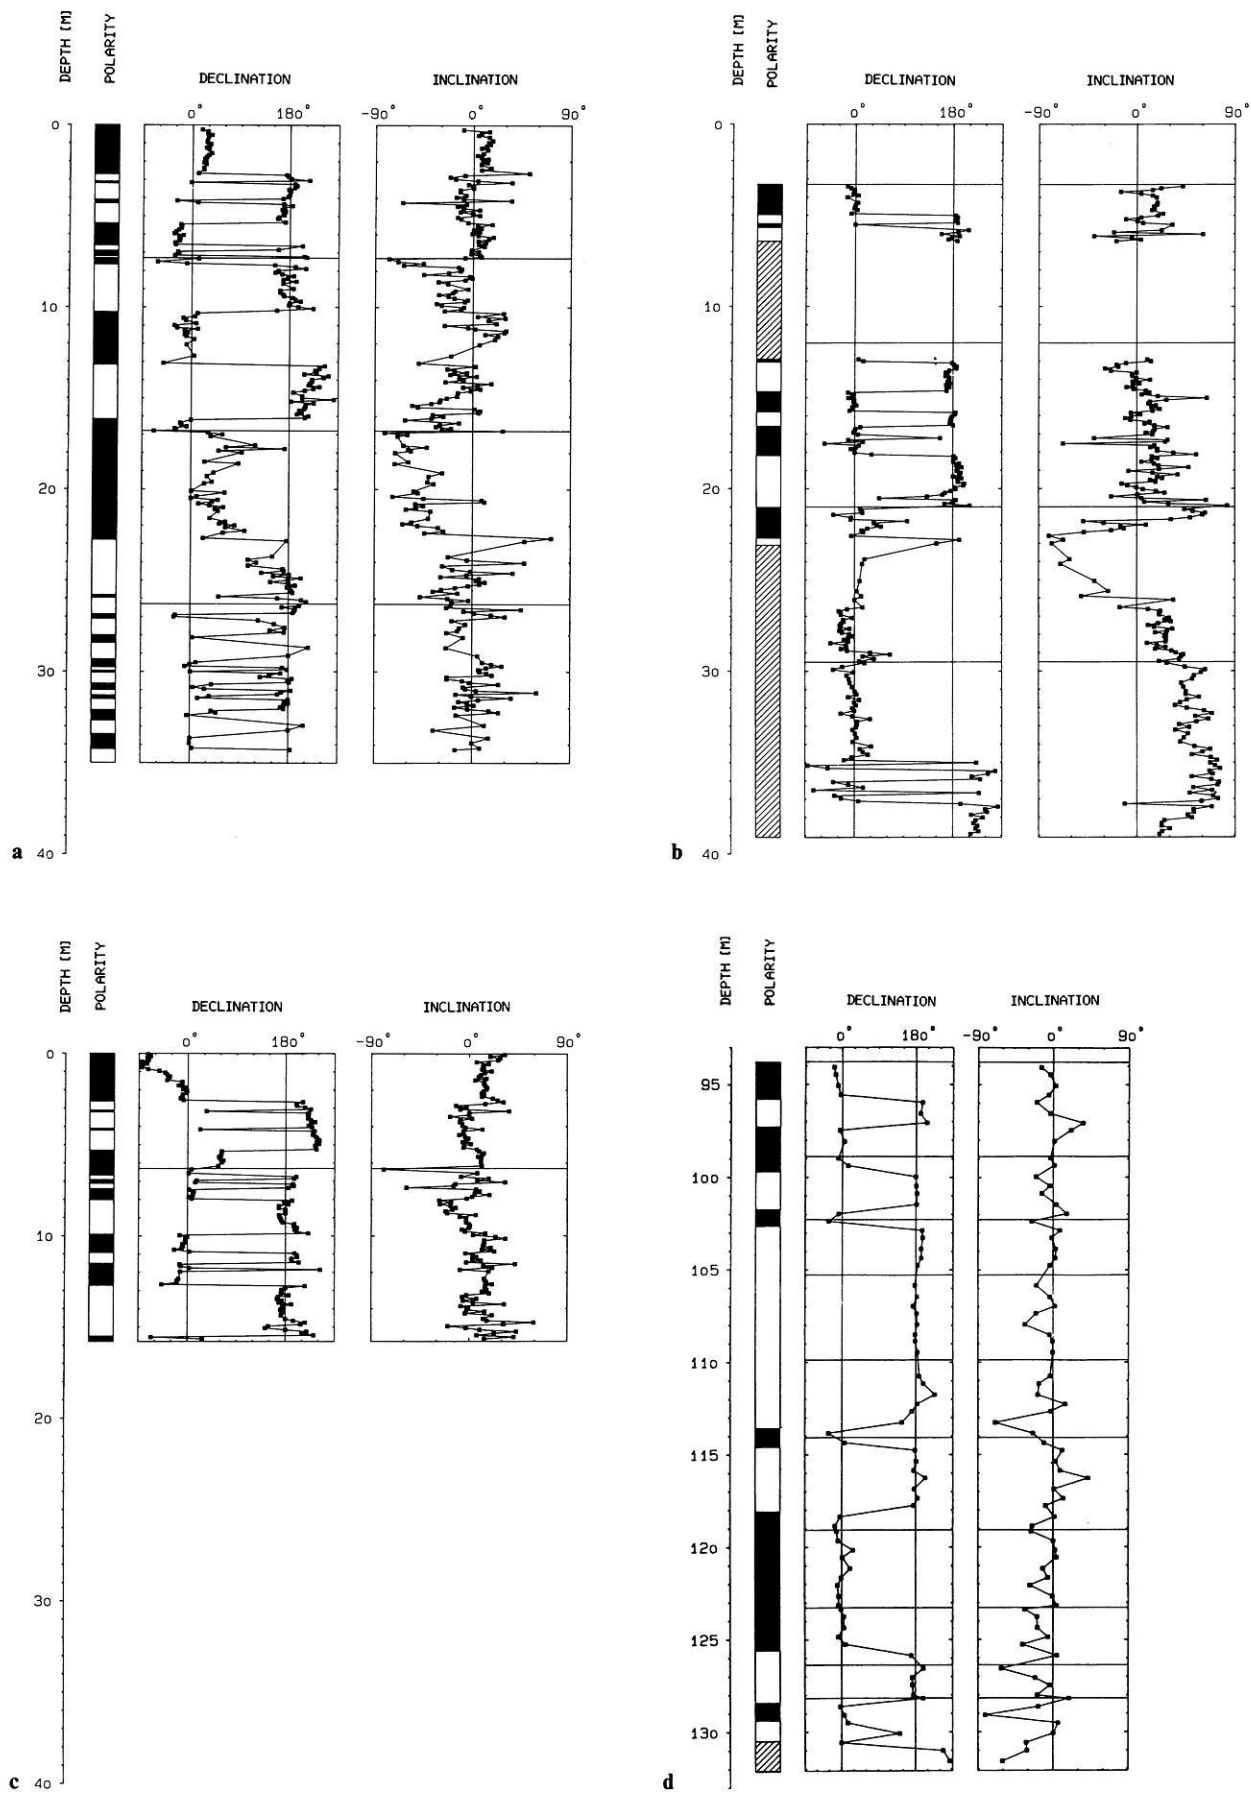 DEPTH [M]
POLARITY
DECLINATION
INCLINATION
0°
180°
-90°
0°
90°
0
10
20
30
40
a
DEPTH [M]
POLARITY
DECLINATION
INCLINATION
0°
180°
-90°
0°
90°
0
10
20
30
40
b
DEPTH [M]
POLARITY
DECLINATION
INCLINATION
0°
180°
-90°
0°
90°
0
10
20
30
40
c
DEPTH [M]
POLARITY
DECLINATION
INCLINATION
0°
180°
-90°
0°
90°
95
100
105
110
115
120
125
130
d